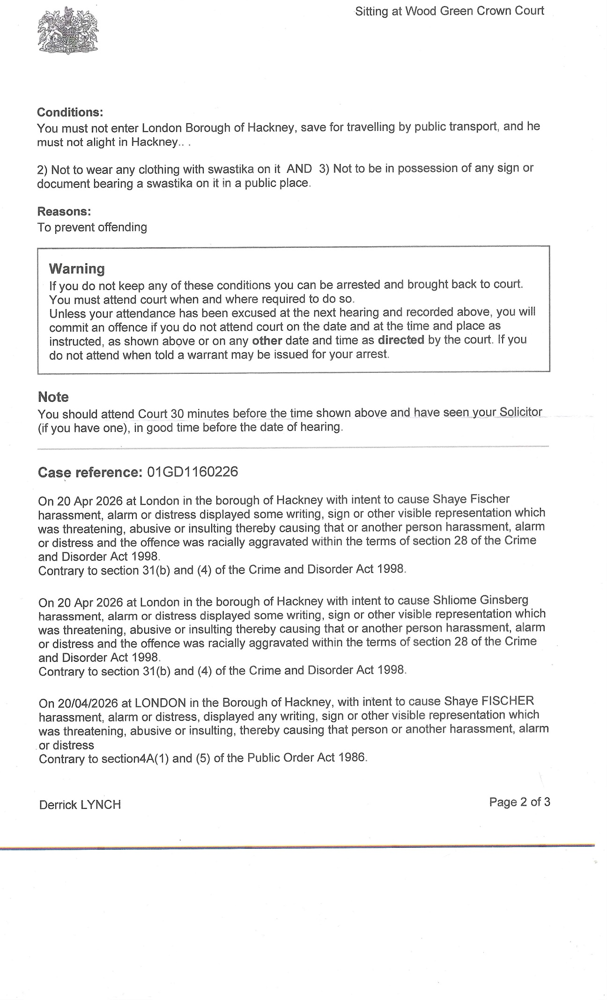 Sitting at Wood Green Crown Court
Conditions:
You must not enter London Borough of Hackney, save for travelling by public transport, and he
must not alight in Hackney.. .
2) Not to wear any clothing with swastika on it AND 3) Not to be in possession of any sign or
document bearing a swastika on it in a public place.
Reasons:
To prevent offending
Warning
If you do not keep any of these conditions you can be arrested and brought back to court.
You must attend court when and where required to do so.
Unless your attendance has been excused at the next hearing and recorded above, you will
commit an offence if you do not attend court on the date and at the time and place as
instructed, as shown above or on any other date and time as directed by the court. If you
do not attend when told a warrant may be issued for your arrest.
Note
You should attend Court 30 minutes before the time shown above and have seen your Solicitor
(if you have one), in good time before the date of hearing.
Case reference: 01GD1160226
On 20 Apr 2026 at London in the borough of Hackney with intent to cause Shaye Fischer
harassment, alarm or distress displayed some writing, sign or other visible representation which
was threatening, abusive or insulting thereby causing that or another person harassment, alarm
or distress and the offence was racially aggravated within the terms of section 28 of the Crime
and Disorder Act 1998.
Contrary to section 31(b) and (4) of the Crime and Disorder Act 1998.
On 20 Apr 2026 at London in the borough of Hackney with intent to cause Shliome Ginsberg
harassment, alarm or distress displayed some writing, sign or other visible representation which
was threatening, abusive or insulting thereby causing that or another person harassment, alarm
or distress and the offence was racially aggravated within the terms of section 28 of the Crime
and Disorder Act 1998.
Contrary to section 31(b) and (4) of the Crime and Disorder Act 1998.
On 20/04/2026 at LONDON in the Borough of Hackney, with intent to cause Shaye FISCHER
harassment, alarm or distress, displayed any writing, sign or other visible representation which
was threatening, abusive or insulting, thereby causing that person or another harassment, alarm
or distress
Contrary to section4A(1) and (5) of the Public Order Act 1986.
Derrick LYNCH
Page 2 of 3